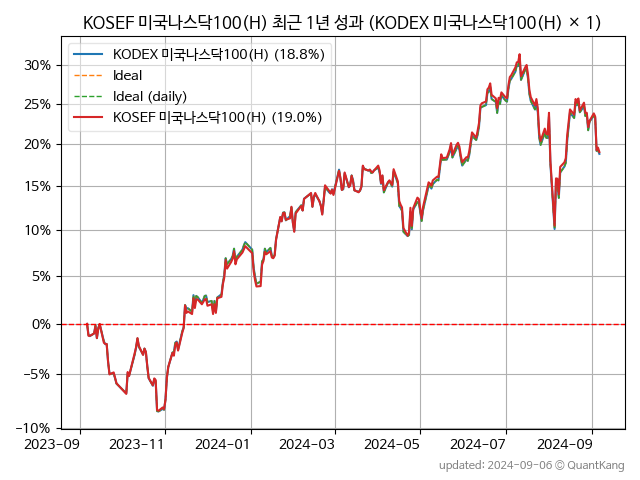 KOSEF 미국나스닥100(H) 최근 1년 성과 (KODEX 미국나스닥100(H) × 1)
KODEX 미국나스닥100(H) (18.8%)
Ideal
Ideal (daily)
KOSEF 미국나스닥100(H) (19.0%)
30%
25%
20%
15%
10%
5%
0%
−5%
−10%
2023-09 2023-11 2024-01 2024-03 2024-05 2024-07 2024-09
updated: 2024-09-06 © QuantKang